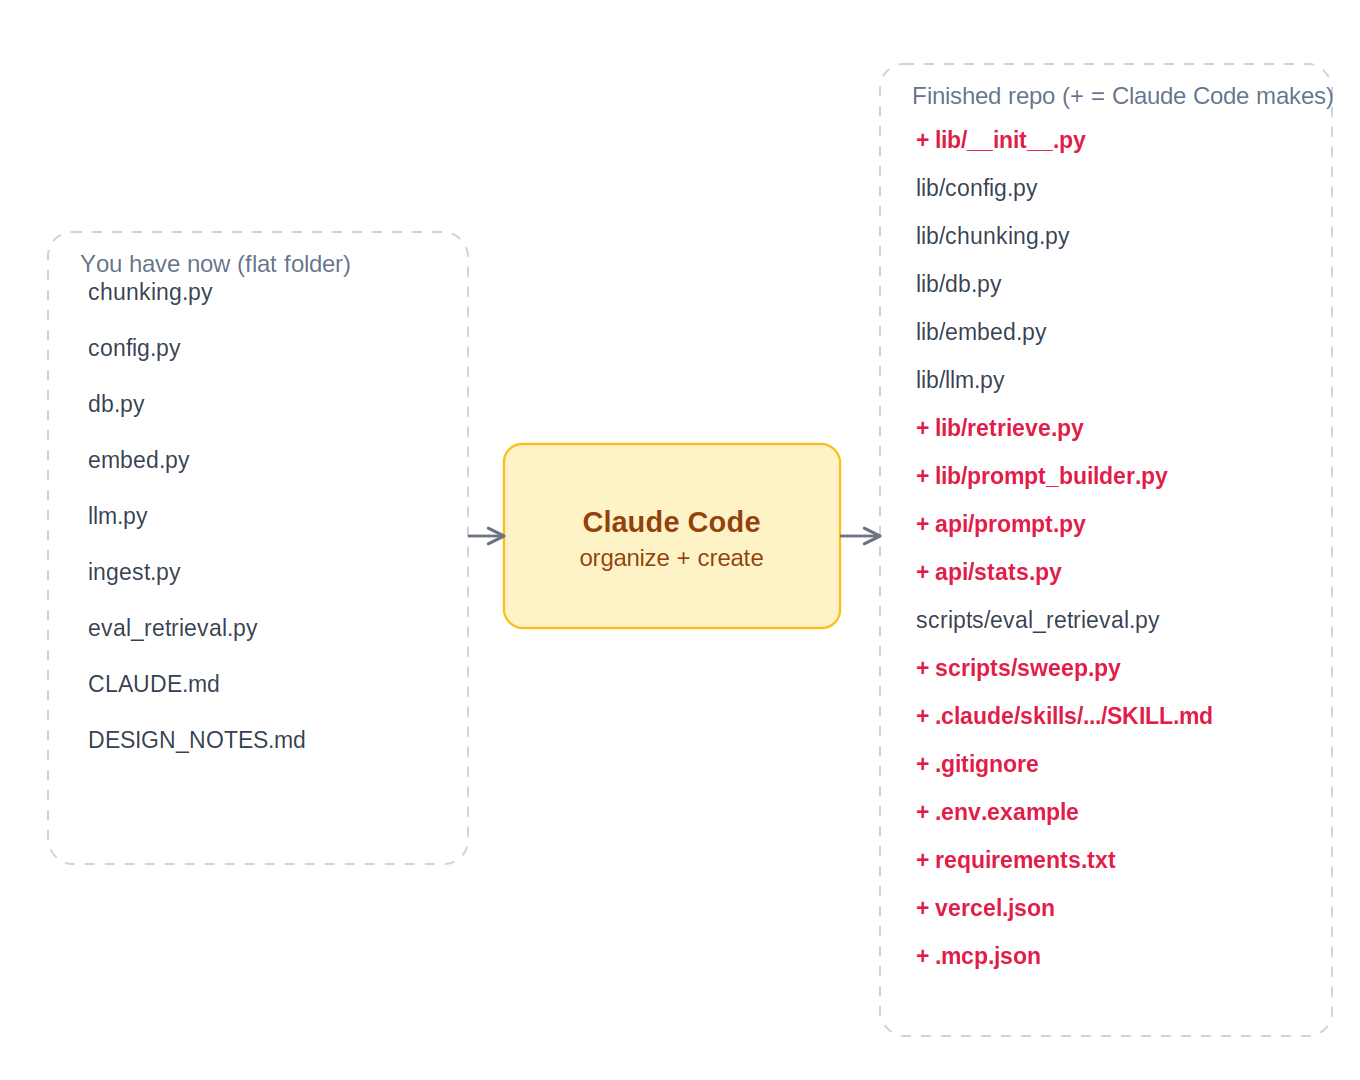 You have now (flat folder)
chunking.py
config.py
db.py
embed.py
llm.py
ingest.py
eval_retrieval.py
CLAUDE.md
DESIGN_NOTES.md
Claude Code
organize + create
Finished repo (+ = Claude Code makes)
+ lib/__init__.py
lib/config.py
lib/chunking.py
lib/db.py
lib/embed.py
lib/llm.py
+ lib/retrieve.py
+ lib/prompt_builder.py
+ api/prompt.py
+ api/stats.py
scripts/eval_retrieval.py
+ scripts/sweep.py
+ .claude/skills/.../SKILL.md
+ .gitignore
+ .env.example
+ requirements.txt
+ vercel.json
+ .mcp.json